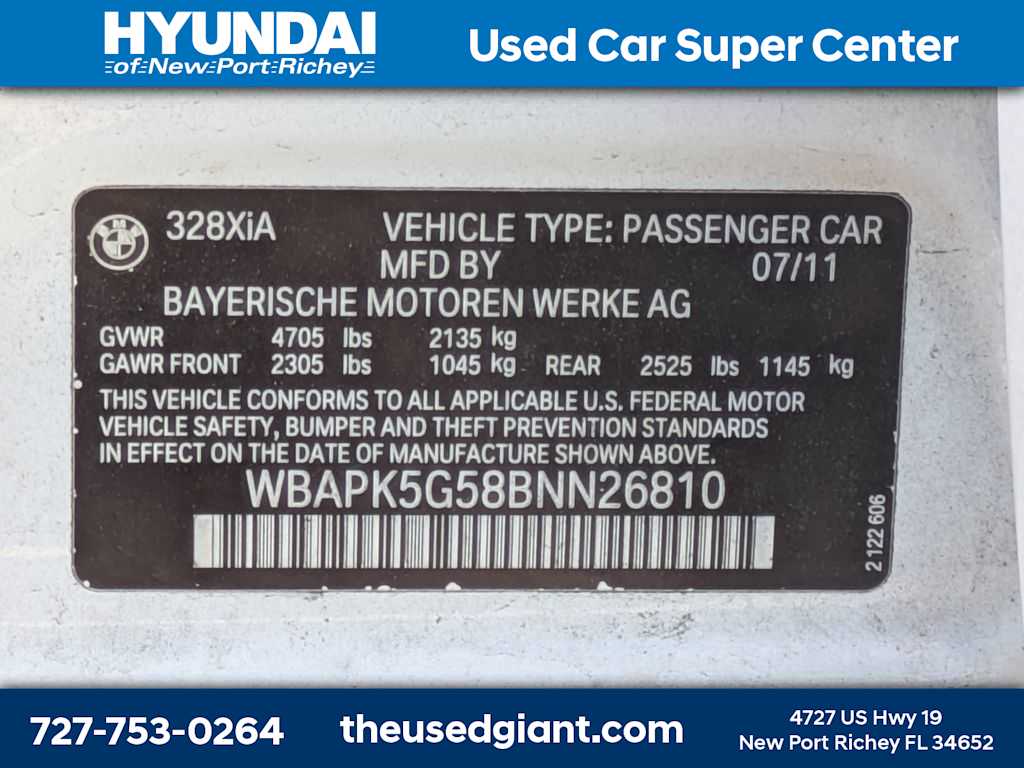 HYUNDAI
of New Port Richey
Used Car Super Center
328XiA VEHICLE TYPE: PASSENGER CAR
MFD BY 07/11
BAYERISCHE MOTOREN WERKE AG
GVWR 4705 lbs 2135 kg
GAWR FRONT 2305 lbs 1045 kg REAR 2525 lbs 1145 kg
THIS VEHICLE CONFORMS TO ALL APPLICABLE U.S. FEDERAL MOTOR
VEHICLE SAFETY, BUMPER AND THEFT PREVENTION STANDARDS
IN EFFECT ON THE DATE OF MANUFACTURE SHOWN ABOVE.
WBAPK5G58BNN26810
2 122 606
727-753-0264
theusedgiant.com
4727 US Hwy 19
New Port Richey FL 34652